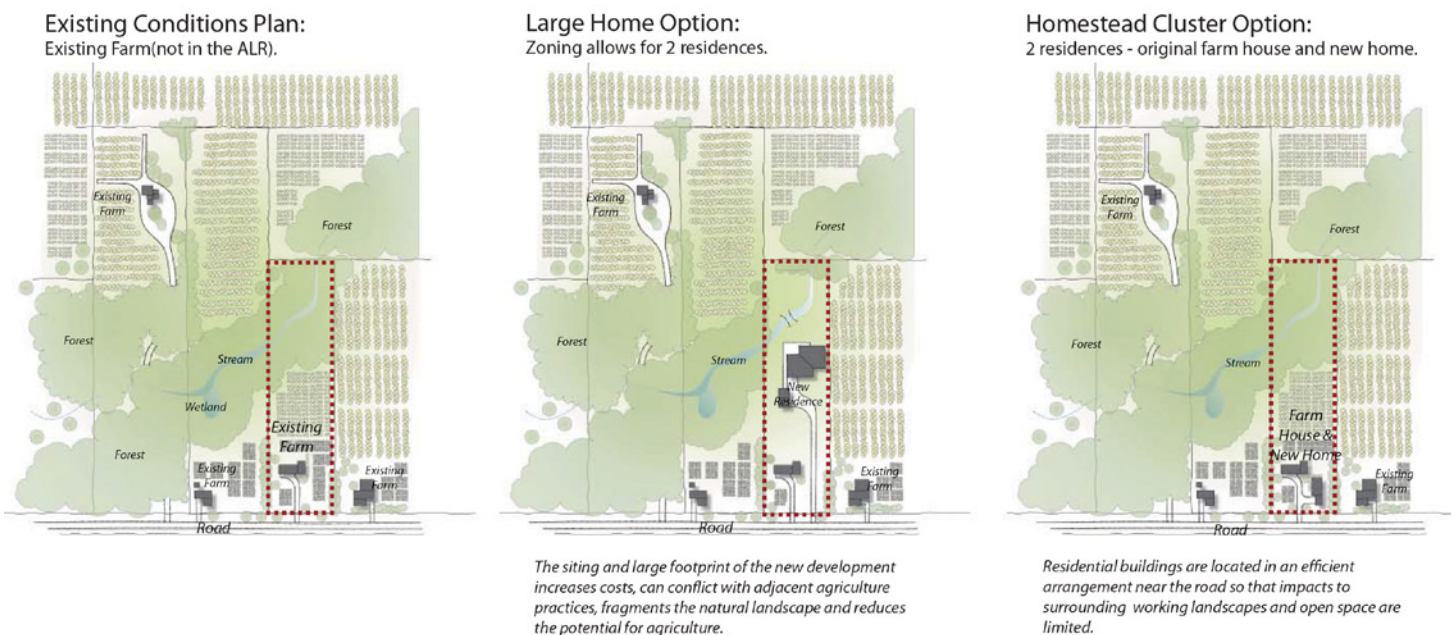 Existing Conditions Plan:
Existing Farm(not in the ALR).
Existing
Farm
Forest
Forest
Stream
Wetland
Existing
Farm
Forest
Existing
Farm
Existing
Farm
Road
Large Home Option:
Zoning allows for 2 residences.
Existing
Farm
Forest
Forest
Stream
New
Residence
Existing
Farm
Road
The siting and large footprint of the new development
increases costs, can conflict with adjacent agriculture
practices, fragments the natural landscape and reduces
the potential for agriculture.
Homestead Cluster Option:
2 residences - original farm house and new home.
Existing
Farm
Forest
Forest
Stream
Farm
House &
New Home
Existing
Farm
Road
Residential buildings are located in an efficient
arrangement near the road so that impacts to
surrounding working landscapes and open space are
limited.